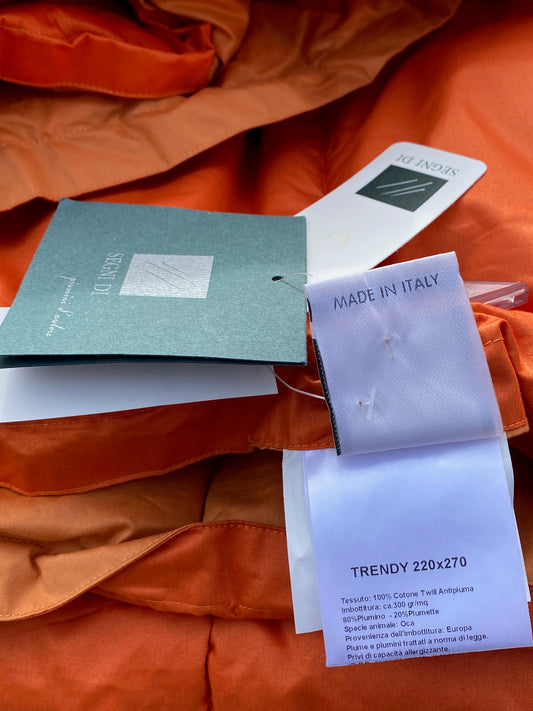 SEGNI DI
SEGNI DI
piumini d'autore
MADE IN ITALY
TRENDY 220x270
Tessuto: 100% Cotone Twill Antipiuma
Imbottitura: ca.300 gr/mq
80%Piumino - 20%Piumette
Specie animale: Oca
Provenienza dell'imbottitura: Europa
Piume e piumini trattati a norma di legge.
Privi di capacità allergizzante.